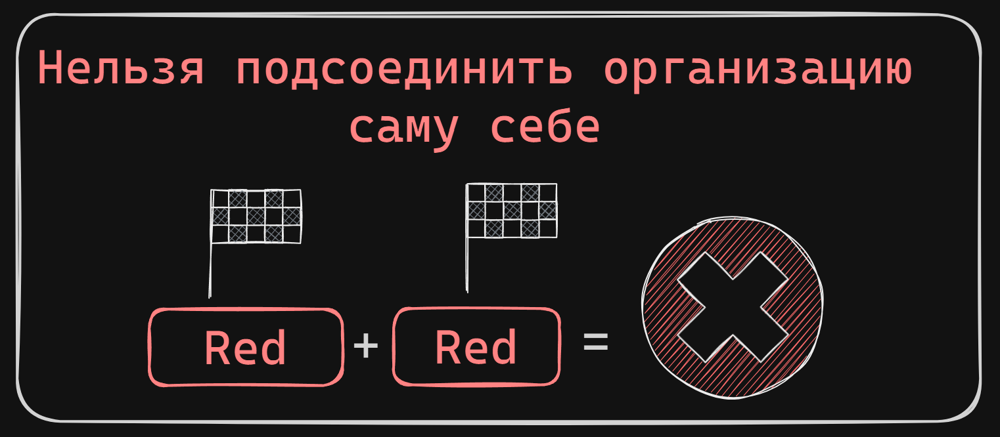 Нельзя подсоединить организацию
саму себе
Red + Red =